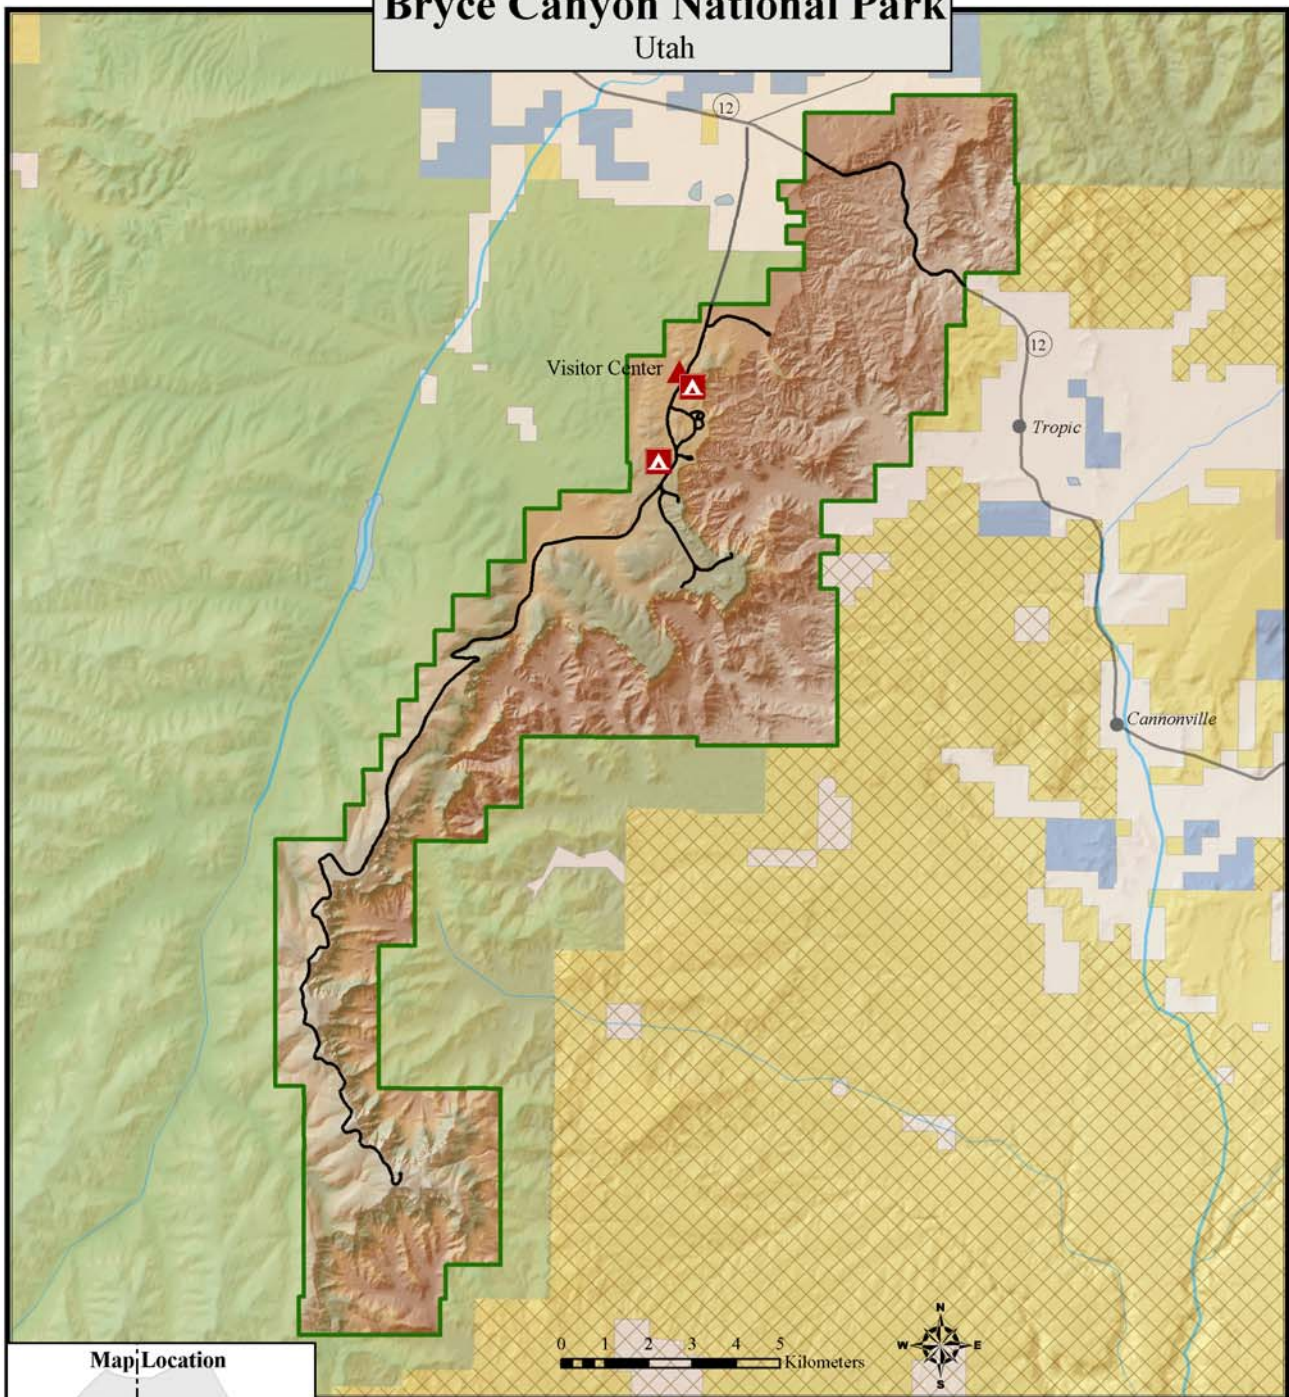 Bryce Canyon National Park
Utah
12
Visitor Center
12
Tropic
Cannonville
N
W E
S
0 1 2 3 4 5
Kilometers
Map Location